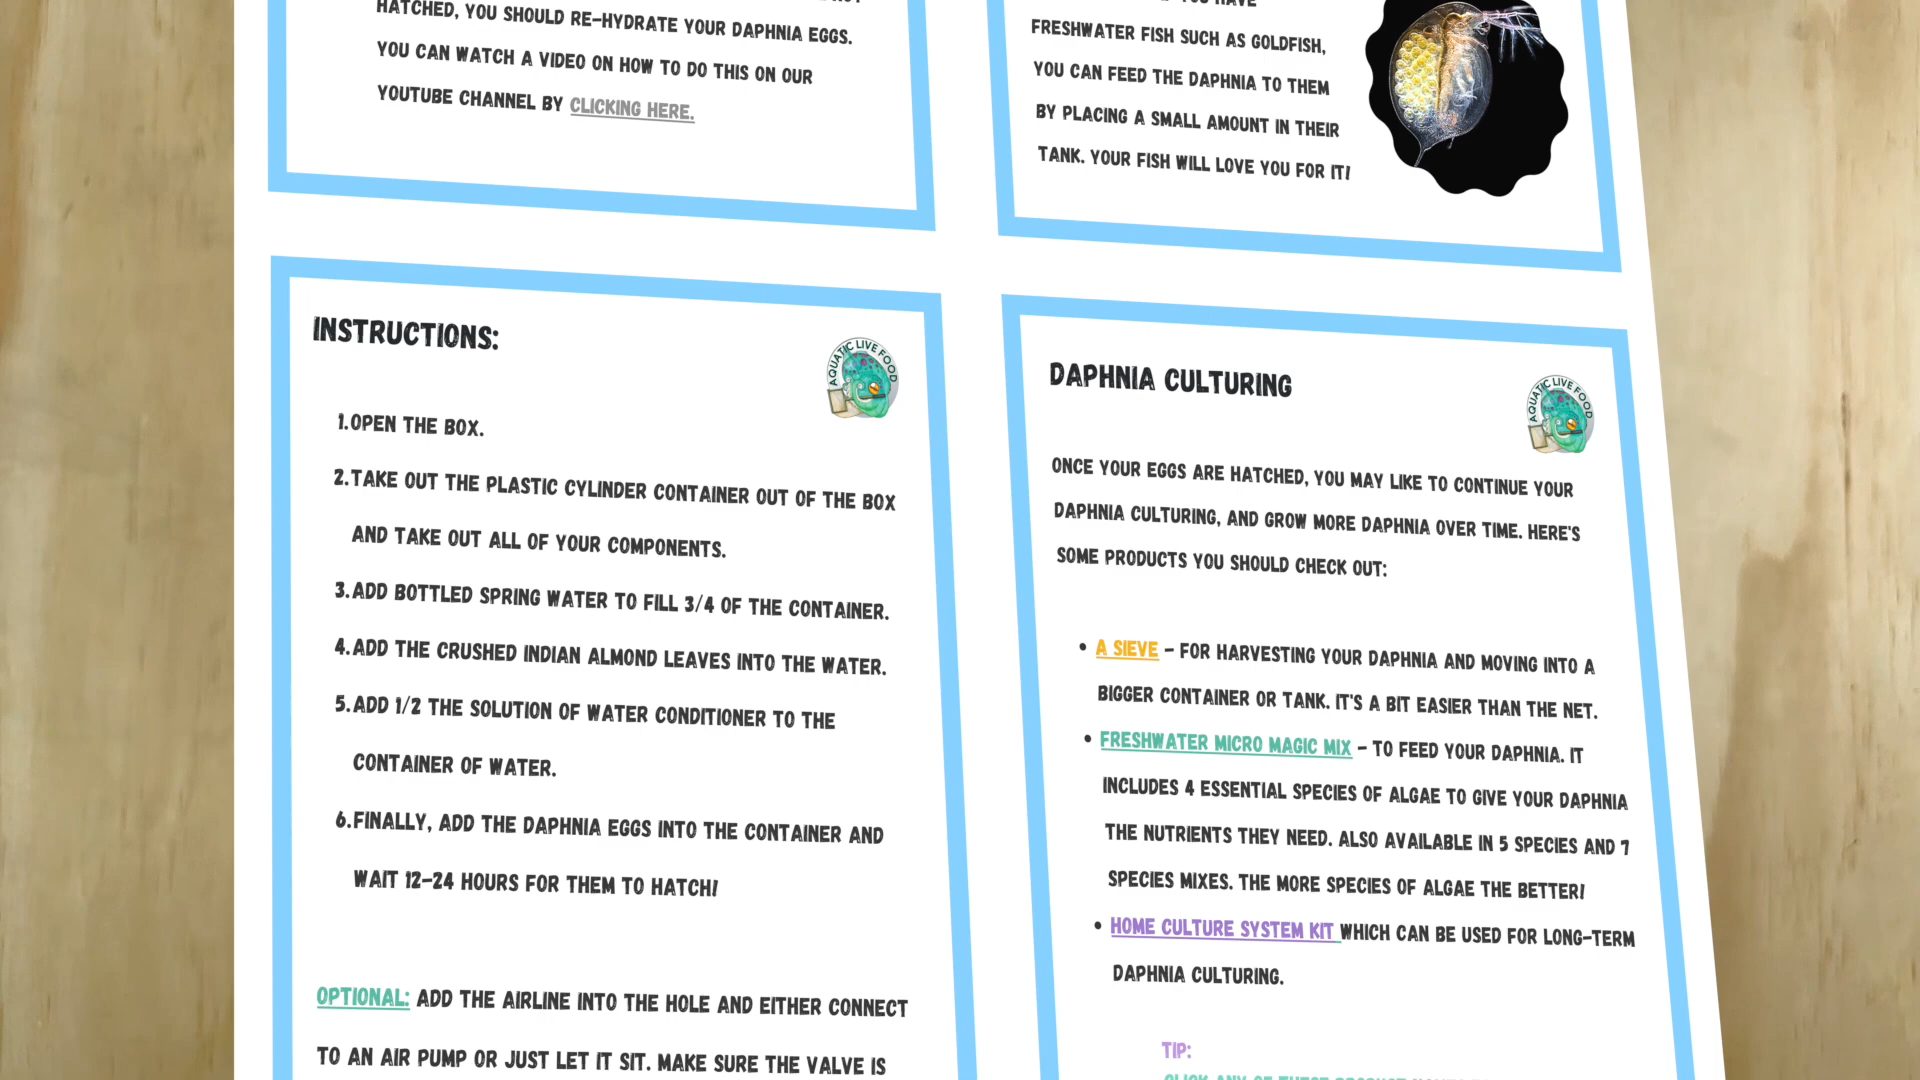 HATCHED, YOU SHOULD RE-HYDRATE YOUR DAPHNIA EGGS.
YOU CAN WATCH A VIDEO ON HOW TO DO THIS ON OUR
YOUTUBE CHANNEL BY CLICKING HERE.
YOU HAVE
FRESHWATER FISH SUCH AS GOLDFISH,
YOU CAN FEED THE DAPHNIA TO THEM
BY PLACING A SMALL AMOUNT IN THEIR
TANK. YOUR FISH WILL LOVE YOU FOR IT!
INSTRUCTIONS:
AQUATIC LIVE FOOD
1.OPEN THE BOX.
2.TAKE OUT THE PLASTIC CYLINDER CONTAINER OUT OF THE BOX
AND TAKE OUT ALL OF YOUR COMPONENTS.
3.ADD BOTTLED SPRING WATER TO FILL 3/4 OF THE CONTAINER.
4.ADD THE CRUSHED INDIAN ALMOND LEAVES INTO THE WATER.
5.ADD 1/2 THE SOLUTION OF WATER CONDITIONER TO THE
CONTAINER OF WATER.
6.FINALLY, ADD THE DAPHNIA EGGS INTO THE CONTAINER AND
WAIT 12-24 HOURS FOR THEM TO HATCH!
OPTIONAL: ADD THE AIRLINE INTO THE HOLE AND EITHER CONNECT
TO AN AIR PUMP OR JUST LET IT SIT. MAKE SURE THE VALVE IS
DAPHNIA CULTURING
AQUATIC LIVE FOOD
ONCE YOUR EGGS ARE HATCHED, YOU MAY LIKE TO CONTINUE YOUR
DAPHNIA CULTURING, AND GROW MORE DAPHNIA OVER TIME. HERE'S
SOME PRODUCTS YOU SHOULD CHECK OUT:
• A SIEVE - FOR HARVESTING YOUR DAPHNIA AND MOVING INTO A
BIGGER CONTAINER OR TANK. IT'S A BIT EASIER THAN THE NET.
• FRESHWATER MICRO MAGIC MIX - TO FEED YOUR DAPHNIA. IT
INCLUDES 4 ESSENTIAL SPECIES OF ALGAE TO GIVE YOUR DAPHNIA
THE NUTRIENTS THEY NEED. ALSO AVAILABLE IN 5 SPECIES AND 7
SPECIES MIXES. THE MORE SPECIES OF ALGAE THE BETTER!
• HOME CULTURE SYSTEM KIT WHICH CAN BE USED FOR LONG-TERM
DAPHNIA CULTURING.
TIP: